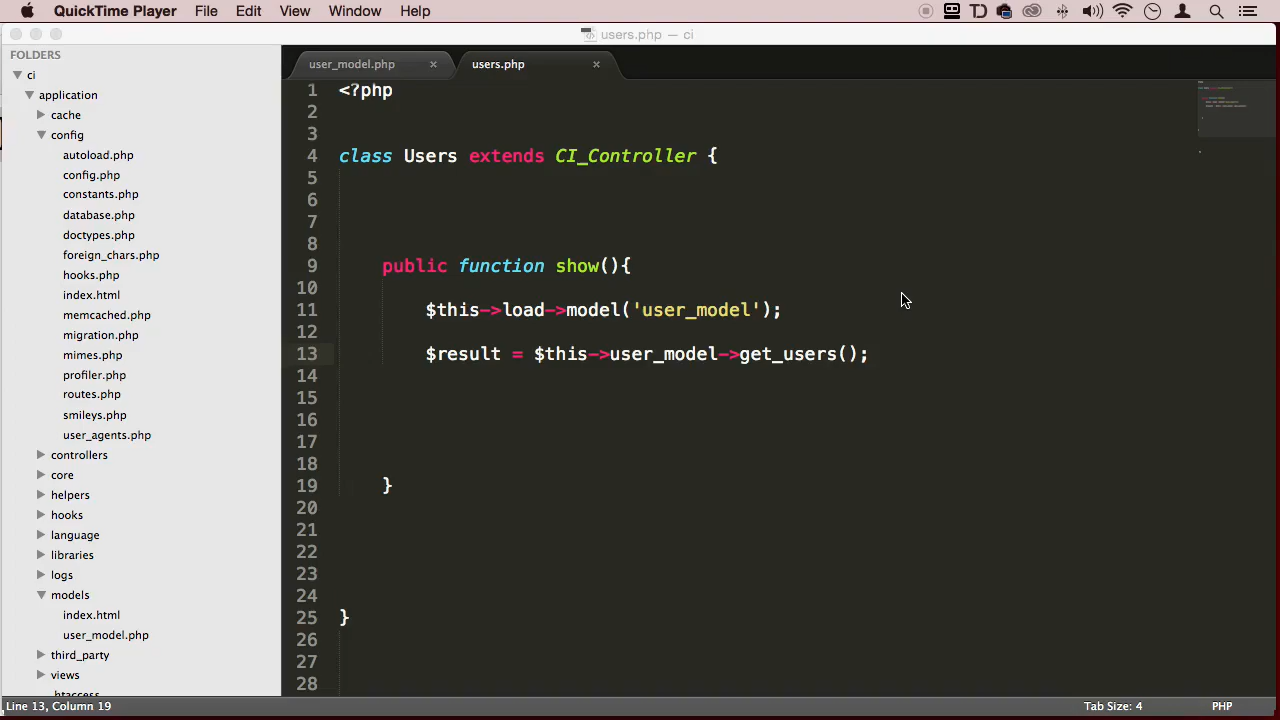 QuickTime Player File Edit View Window Help
users.php — ci
FOLDERS
ci
application
cache
config
autoload.php
config.php
constants.php
database.php
doctypes.php
foreign_chars.php
hooks.php
index.html
memcached.php
migration.php
mimes.php
profiler.php
routes.php
smileys.php
user_agents.php
controllers
core
helpers
hooks
language
libraries
logs
models
index.html
user_model.php
third_party
views
.htaccess
user_model.php × users.php ×
1 <?php
2
3
4 class Users extends CI_Controller {
5
6
7
8
9 public function show(){
10
11 $this->load->model('user_model');
12
13 $result = $this->user_model->get_users();
14
15
16
17
18
19 }
20
21
22
23
24
25 }
26
27
28
Line 13, Column 19 Tab Size: 4 PHP